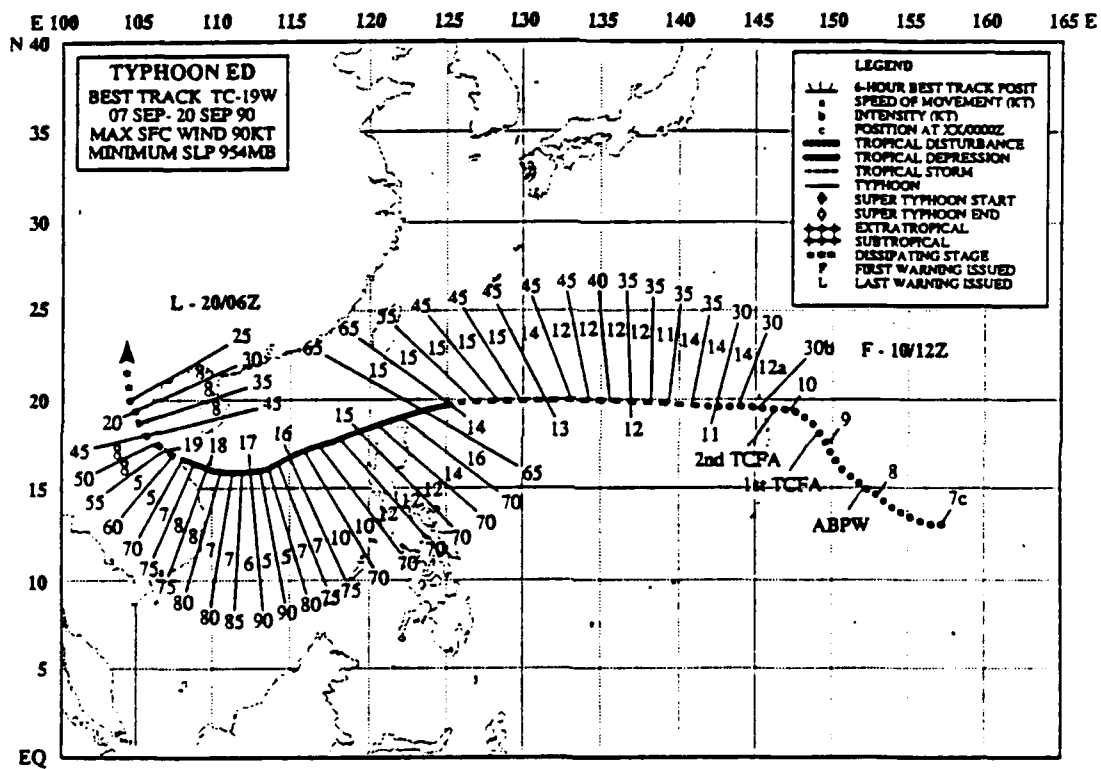 E 100 105 110 115 120 125 130 135 140 145 150 155 160 165 E
N 40
TYPHOON ED
BEST TRACK TC-19W
07 SEP- 20 SEP 90
MAX SFC WIND 90KT
MINIMUM SLP 954MB
LEGEND
6-HOUR BEST TRACK POSIT
a SPEED OF MOVEMENT (KT)
b INTENSITY (KT)
c POSITION AT XX/0000Z
TROPICAL DISTURBANCE
TROPICAL DEPRESSION
TROPICAL STORM
TYPHOON
SUPER TYPHOON START
SUPER TYPHOON END
EXTRATROPICAL
SUBTROPICAL
DISSIPATING STAGE
F FIRST WARNING ISSUED
L LAST WARNING ISSUED
35
30
25
L - 20/06Z
45 55 65 65
45 45 45 45 45 40 35 35 35 35 30 30
15 15 15 15 15 14 12 12 12 12 11 14 14 14 12a
30b
F - 10/12Z
25
30
35
45
20
20
10
9
8
7c
13 12 11
2nd TCFA
1st TCFA
ABPW
19 18 17 16 15 14
45
50
55
60
70
75
75
80
80
85
90
90
80
75
75
70
70
70
70
70
65
5 5 7 8 8 7 7 6 5 5 7 7 10 10 12 12 12 14 16
15
10
5
EQ